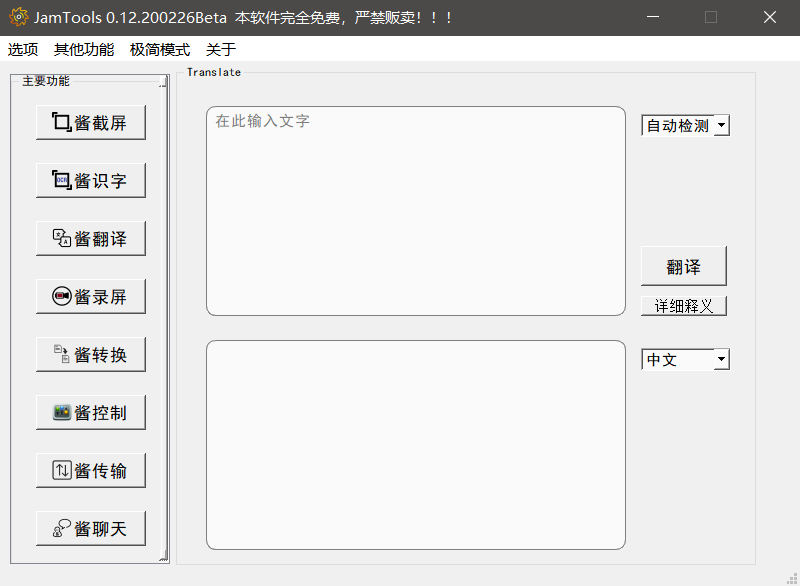 JamTools 0.12.200226Beta 本软件完全免费，严禁贩卖！！！
选项 其他功能 极简模式 关于
主要功能
酱截屏
OCR 酱识字
文 A 酱翻译
酱录屏
酱转换
酱控制
酱传输
酱聊天
Translate
在此输入文字
自动检测
翻译
详细释义
中文